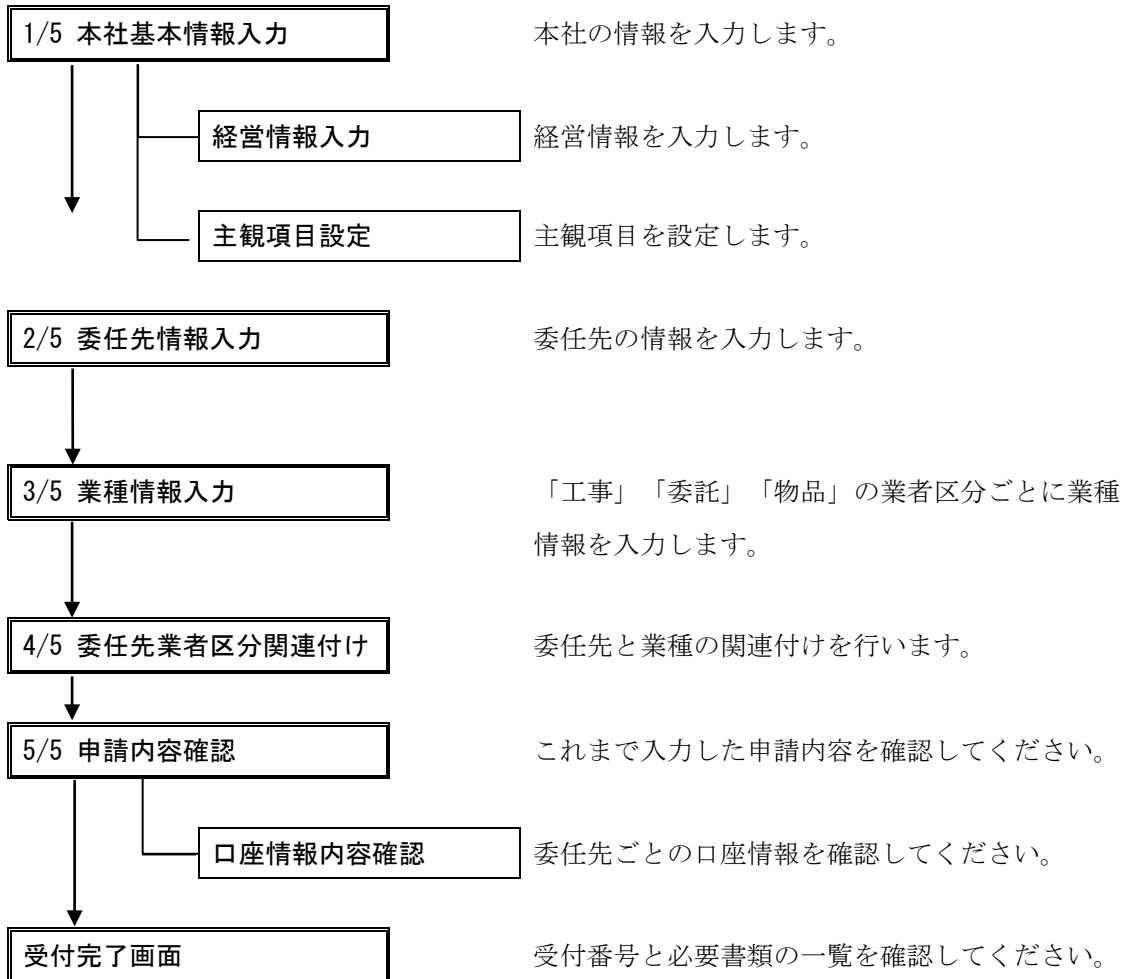 1/5 本社基本情報入力
本社の情報を入力します。
経営情報入力
経営情報を入力します。
主観項目設定
主観項目を設定します。
2/5 委任先情報入力
委任先の情報を入力します。
3/5 業種情報入力
「工事」「委託」「物品」の業者区分ごとに業種
情報を入力します。
4/5 委任先業者区分関連付け
委任先と業種の関連付けを行います。
5/5 申請内容確認
これまで入力した申請内容を確認してください。
口座情報内容確認
委任先ごとの口座情報を確認してください。
受付完了画面
受付番号と必要書類の一覧を確認してください。